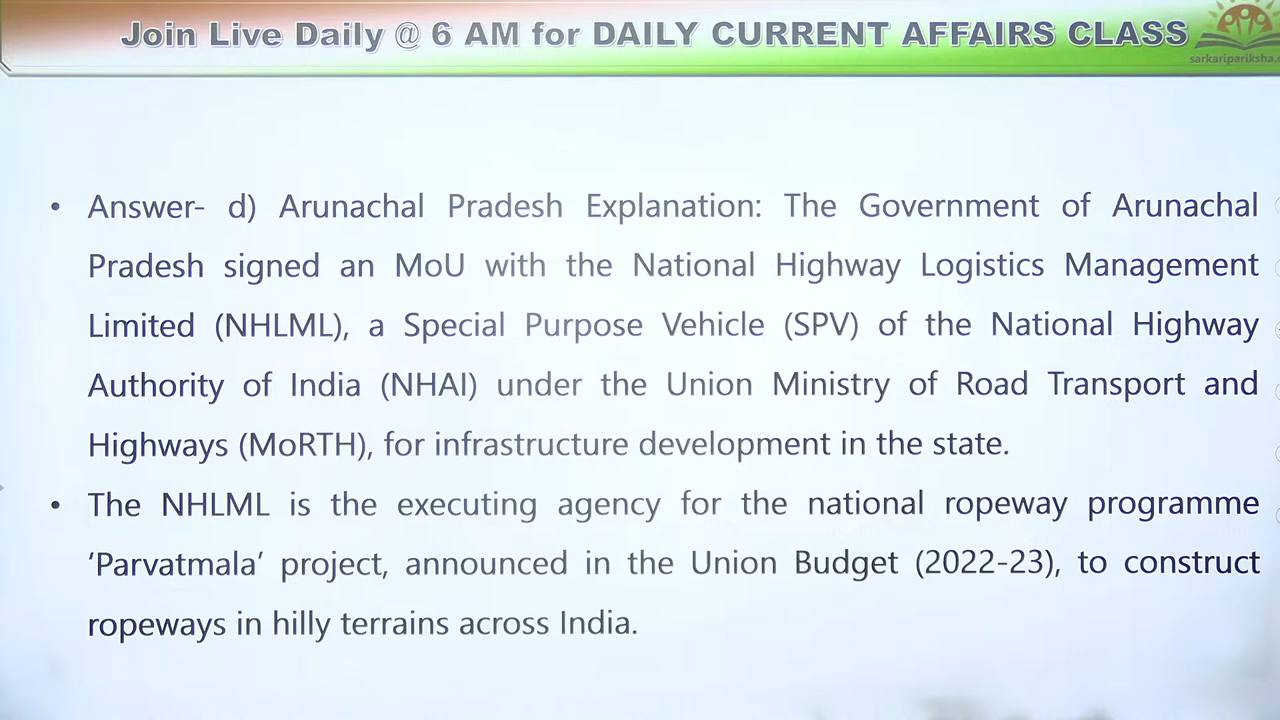 Join Live Daily @ 6 AM for DAILY CURRENT AFFAIRS CLASS
• Answer- d) Arunachal Pradesh Explanation: The Government of Arunachal
Pradesh signed an MoU with the National Highway Logistics Management
Limited (NHLML), a Special Purpose Vehicle (SPV) of the National Highway
Authority of India (NHAI) under the Union Ministry of Road Transport and
Highways (MoRTH), for infrastructure development in the state.
• The NHLML is the executing agency for the national ropeway programme
‘Parvatmala’ project, announced in the Union Budget (2022-23), to construct
ropeways in hilly terrains across India.